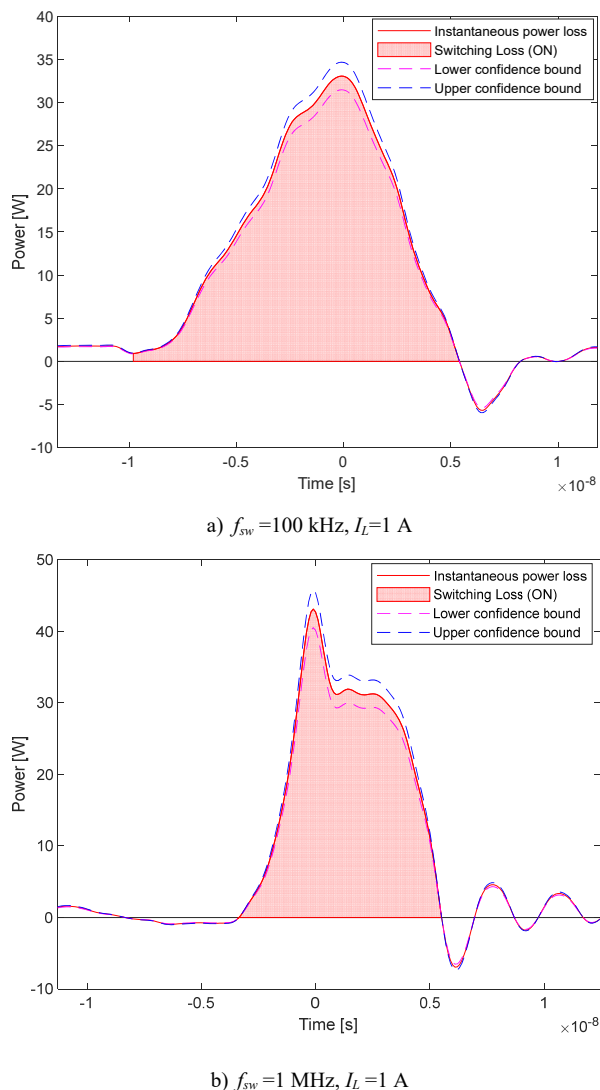 40
35
30
25
20
15
10
5
0
-5
-10
Power [W]
Instantaneous power loss
Switching Loss (ON)
Lower confidence bound
Upper confidence bound
-1 -0.5 0 0.5 1
Time [s]
×10⁻⁸
a) fsw =100 kHz, IL=1 A
50
40
30
20
10
0
-10
Power [W]
Instantaneous power loss
Switching Loss (ON)
Lower confidence bound
Upper confidence bound
-1 -0.5 0 0.5 1
Time [s]
×10⁻⁸
b) fsw =1 MHz, IL =1 A